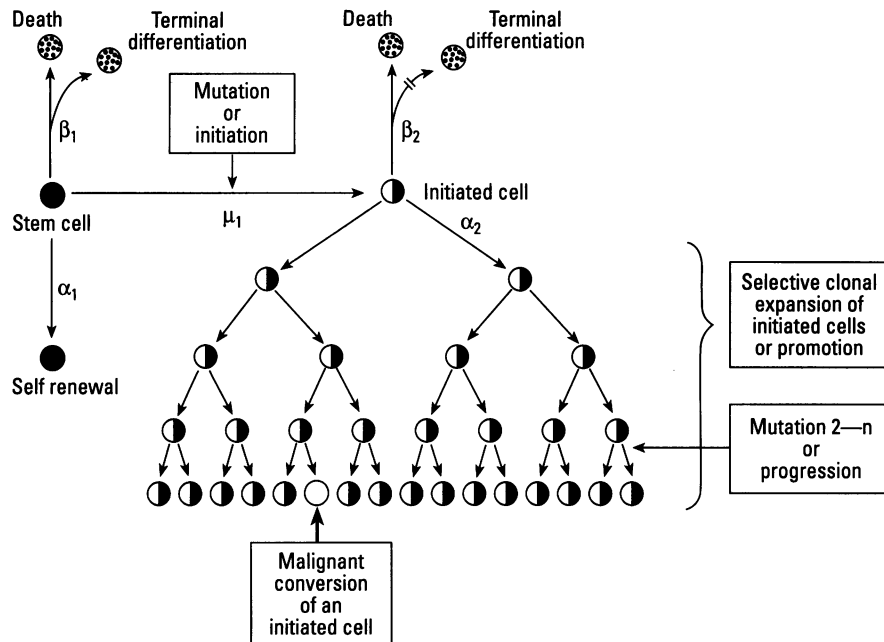 Death
Terminal
differentiation
Death
Terminal
differentiation
Mutation
or
initiation
β1
β2
Stem cell
μ1
Initiated cell
α2
α1
Self renewal
Selective clonal
expansion of
initiated cells
or promotion
Mutation 2—n
or
progression
Malignant
conversion
of an
initiated cell